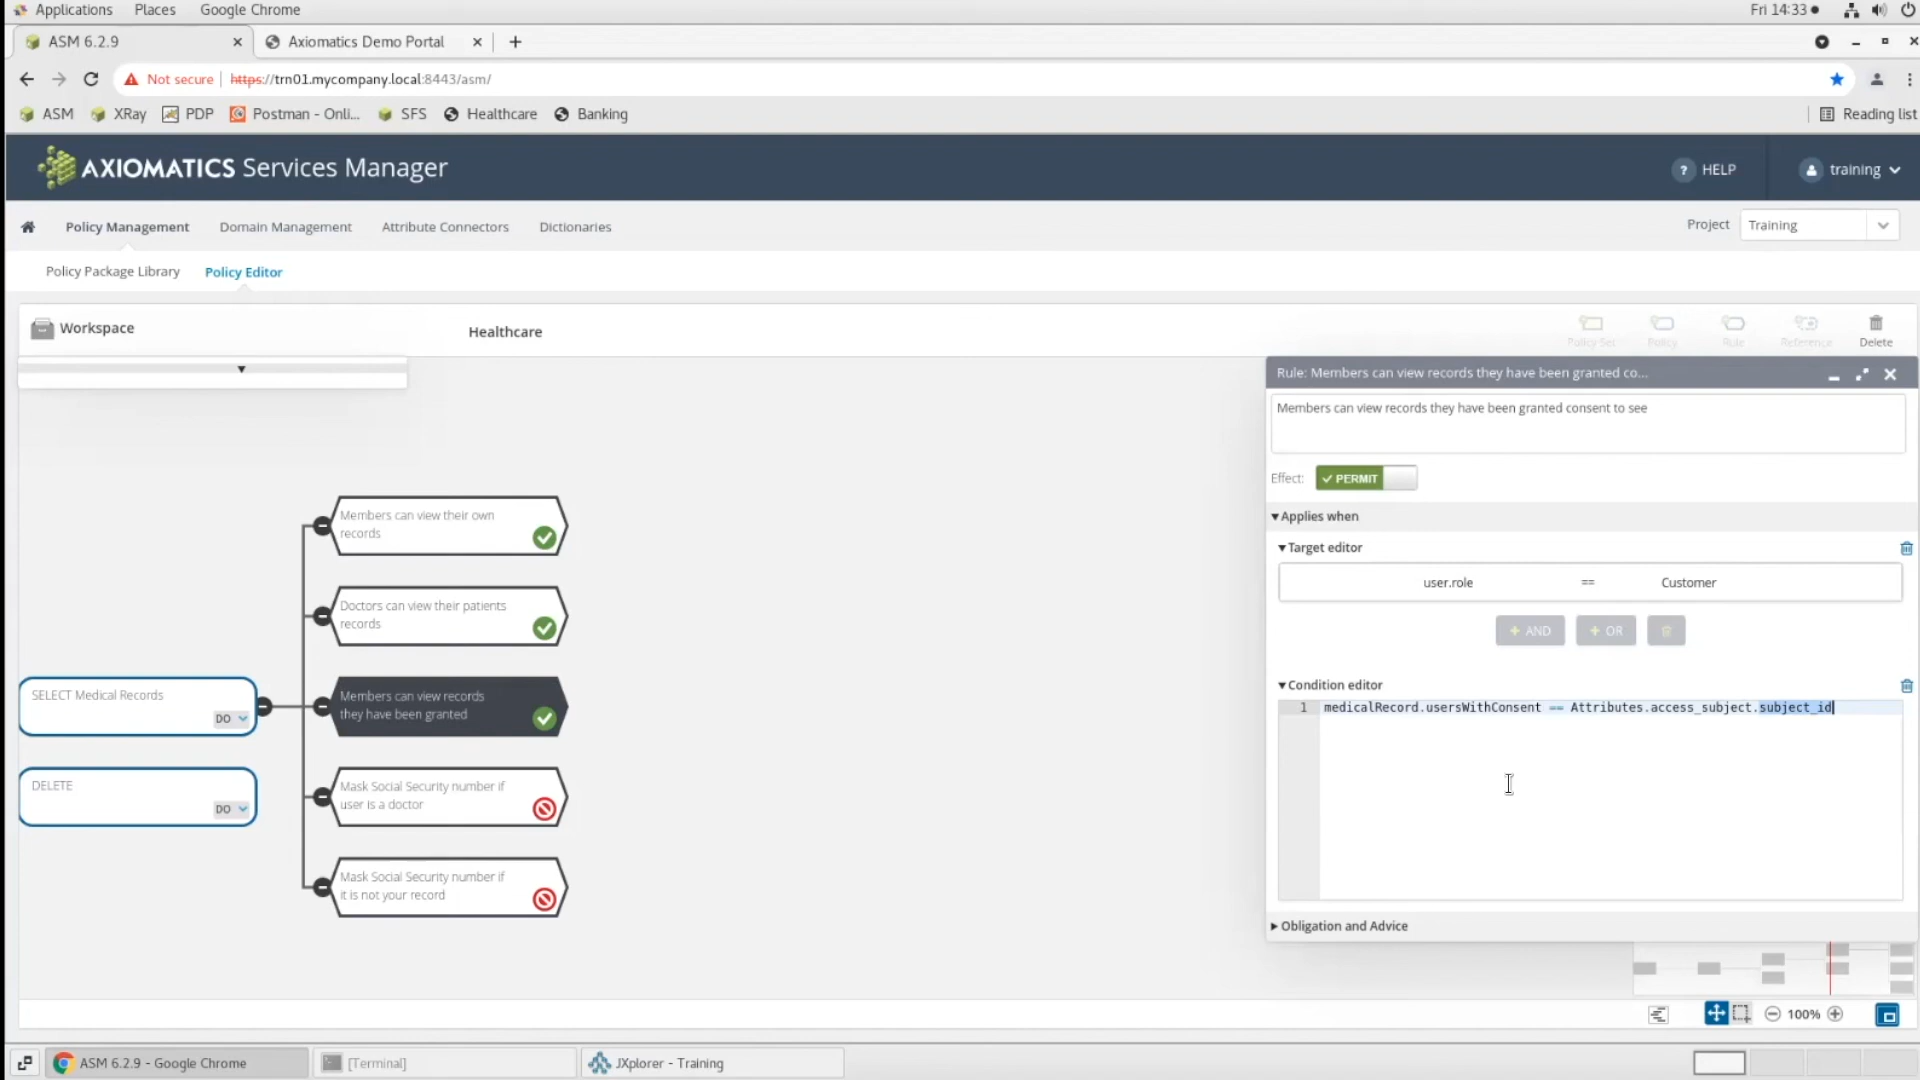 Applications Places Google Chrome Fri 14:33
ASM 6.2.9 Axiomatics Demo Portal
Not secure https://trn01.mycompany.local:8443/asm/
ASM XRay PDP Postman - Onli... SFS Healthcare Banking Reading list
AXIOMATICS Services Manager ? HELP training
Policy Management Domain Management Attribute Connectors Dictionaries Project Training
Policy Package Library Policy Editor
Workspace Healthcare
Policy Set Policy Rule Reference Delete
Rule: Members can view records they have been granted co...
Members can view records they have been granted consent to see
Effect: PERMIT
Applies when
Target editor
user.role == Customer
+ AND + OR
Condition editor
1 medicalRecord.usersWithConsent == Attributes.access_subject.subject_id
Obligation and Advice
Members can view their own
records
Doctors can view their patients
records
SELECT Medical Records
DO
Members can view records
they have been granted
DELETE
DO
Mask Social Security number if
user is a doctor
Mask Social Security number if
it is not your record
100%
ASM 6.2.9 - Google Chrome [Terminal] JXplorer - Training